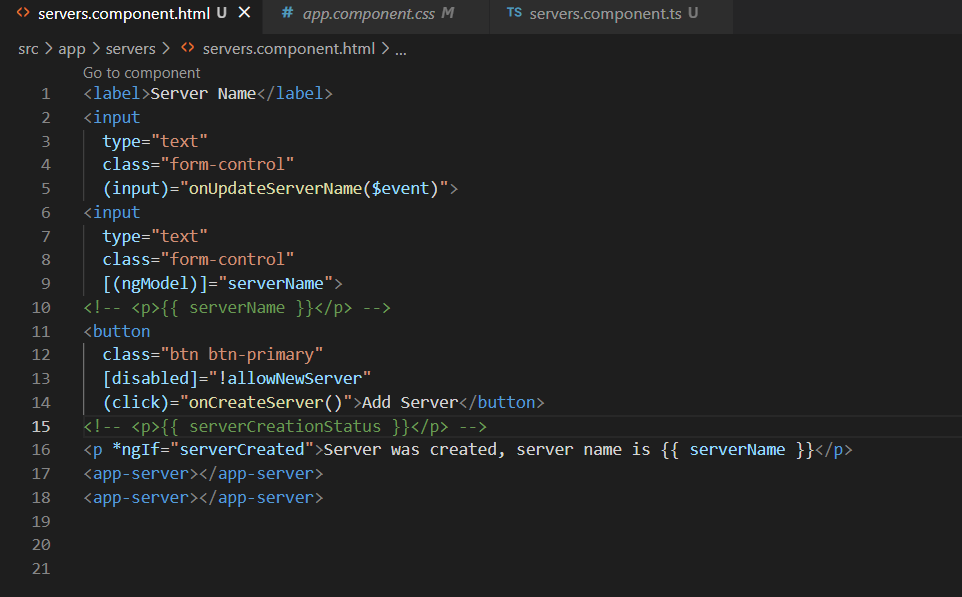 <> servers.component.html U × # app.component.css M TS servers.component.ts U
src > app > servers > <> servers.component.html > ...
Go to component
1 <label>Server Name</label>
2 <input
3   type="text"
4   class="form-control"
5   (input)="onUpdateServerName($event)">
6 <input
7   type="text"
8   class="form-control"
9   [(ngModel)]="serverName">
10 <!-- <p>{{ serverName }}</p> -->
11 <button
12   class="btn btn-primary"
13   [disabled]="!allowNewServer"
14   (click)="onCreateServer()">Add Server</button>
15 <!-- <p>{{ serverCreationStatus }}</p> -->
16 <p *ngIf="serverCreated">Server was created, server name is {{ serverName }}</p>
17 <app-server></app-server>
18 <app-server></app-server>
19
20
21